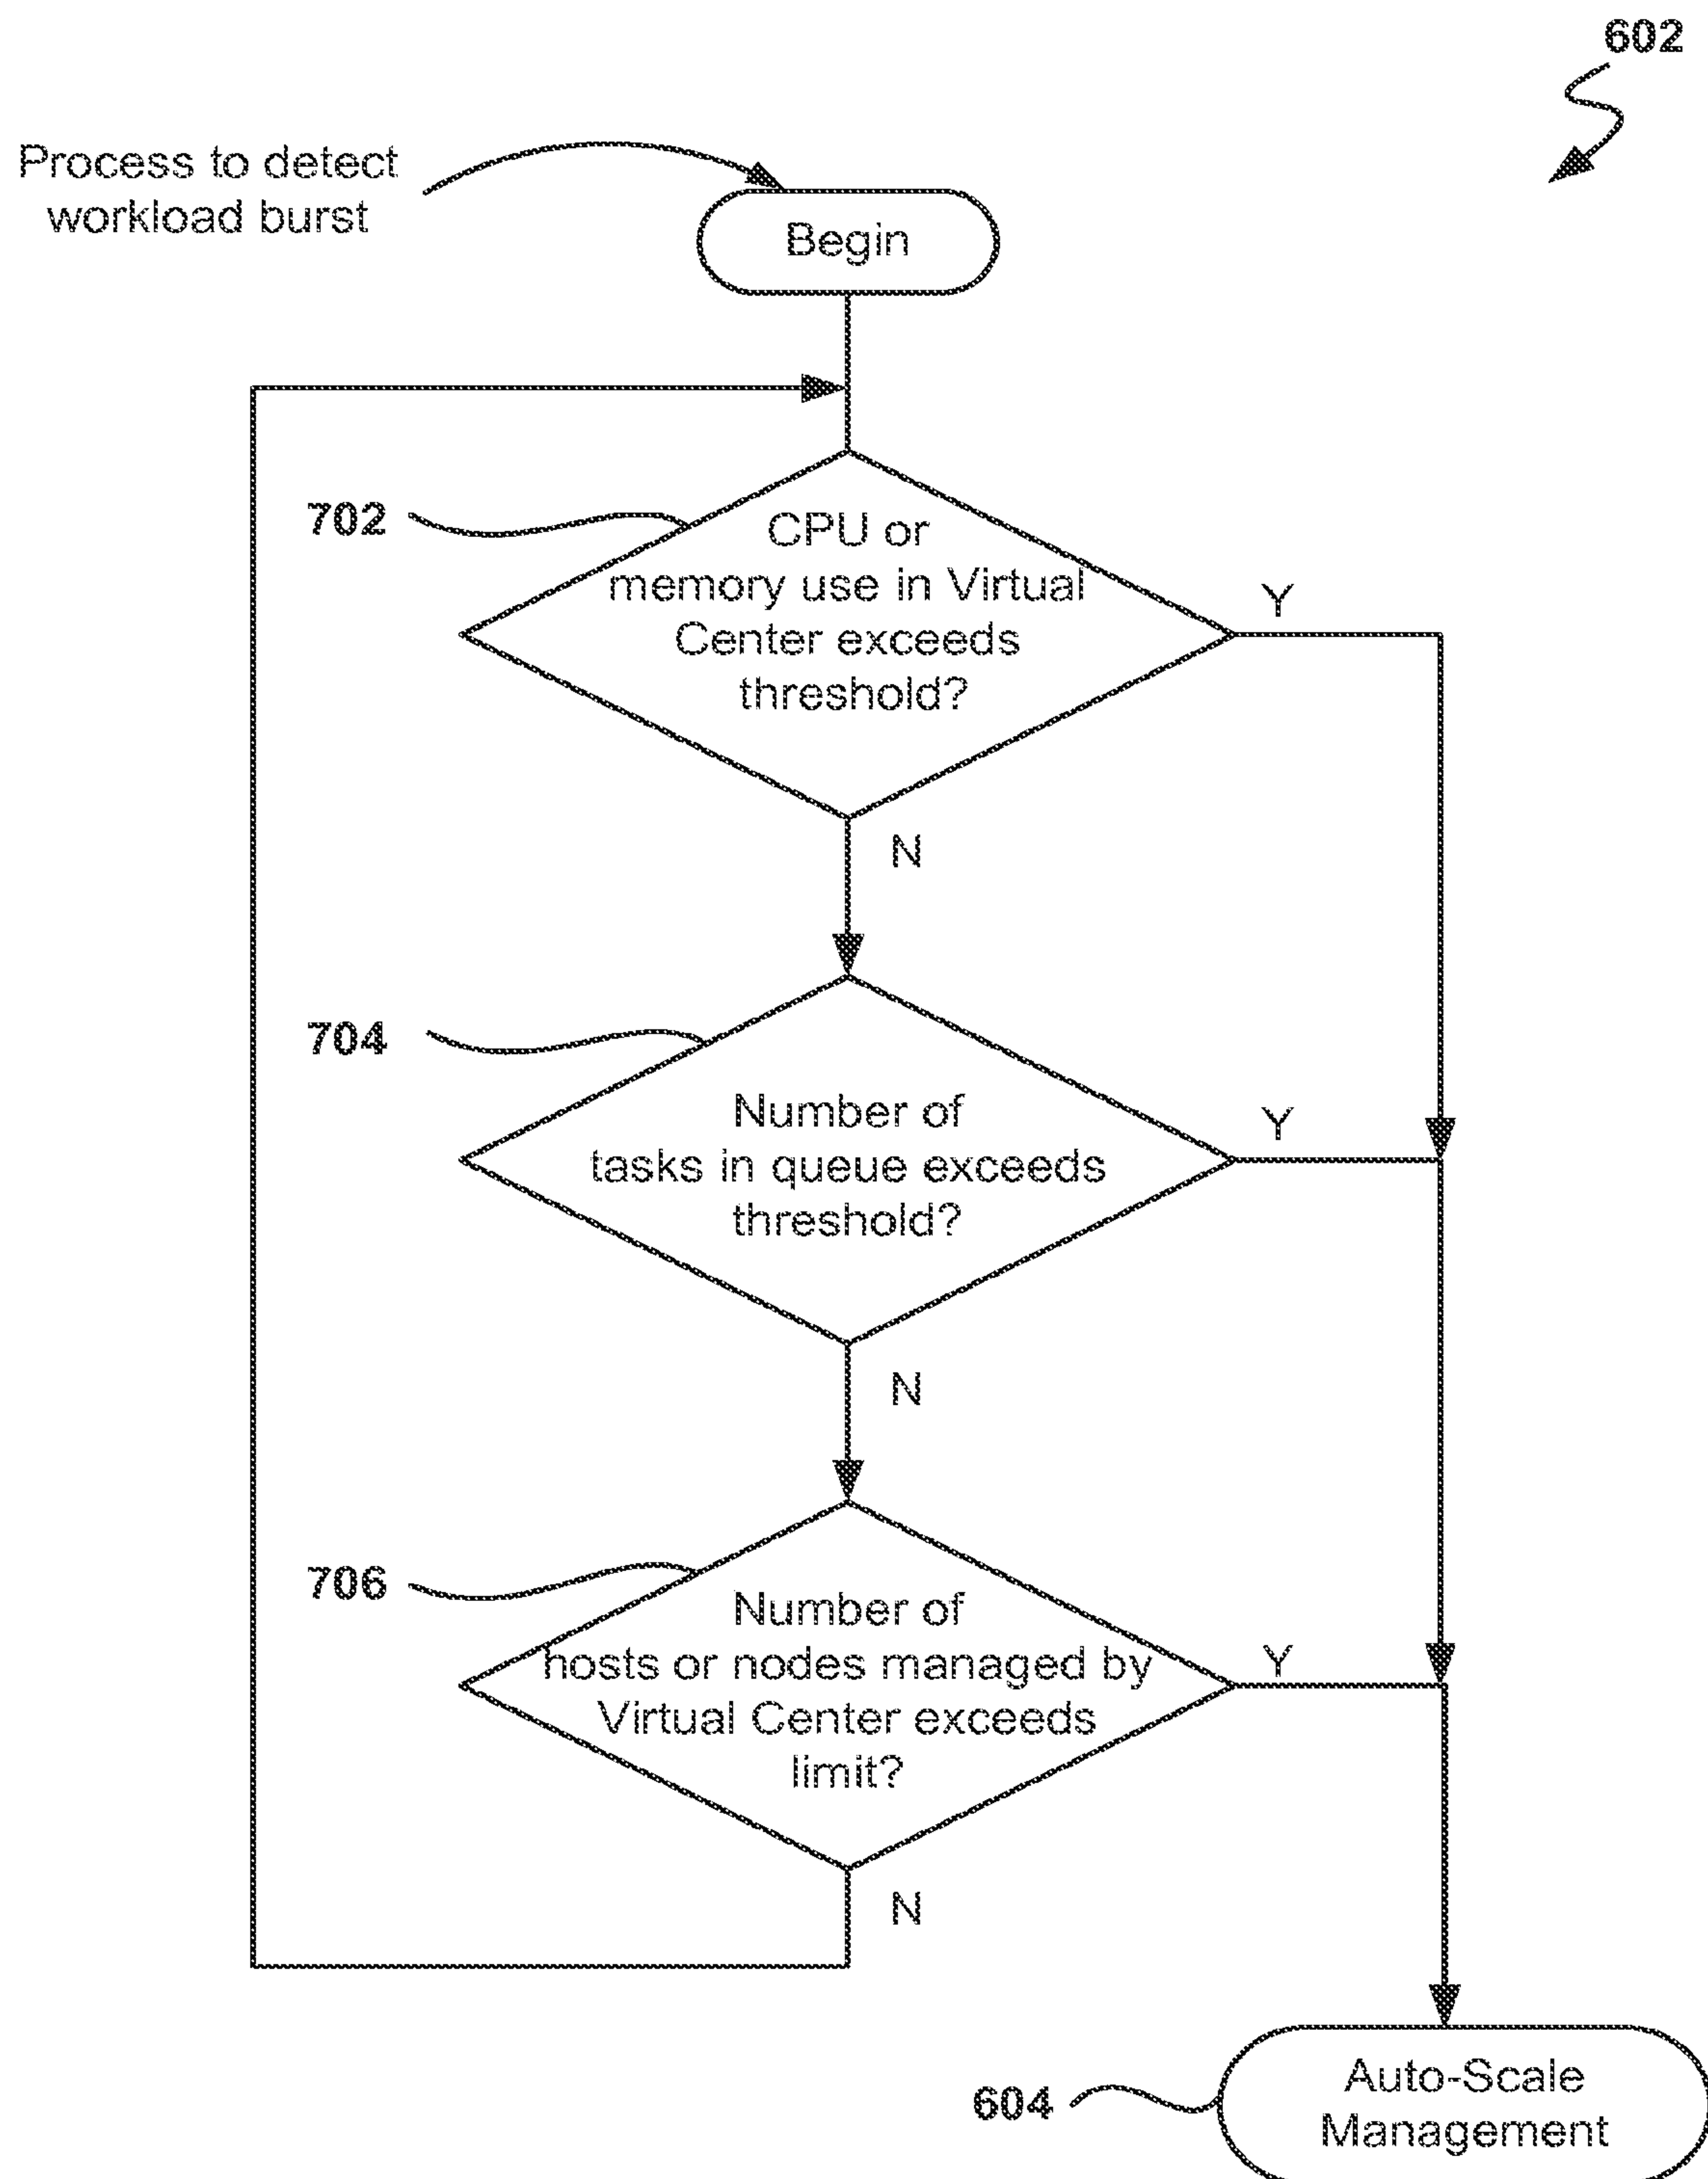 602
Process to detect
workload burst
Begin
702
CPU or
memory use in Virtual
Center exceeds
threshold?
Y
N
704
Number of
tasks in queue exceeds
threshold?
Y
N
706
Number of
hosts or nodes managed by
Virtual Center exceeds
limit?
Y
N
604
Auto-Scale
Management